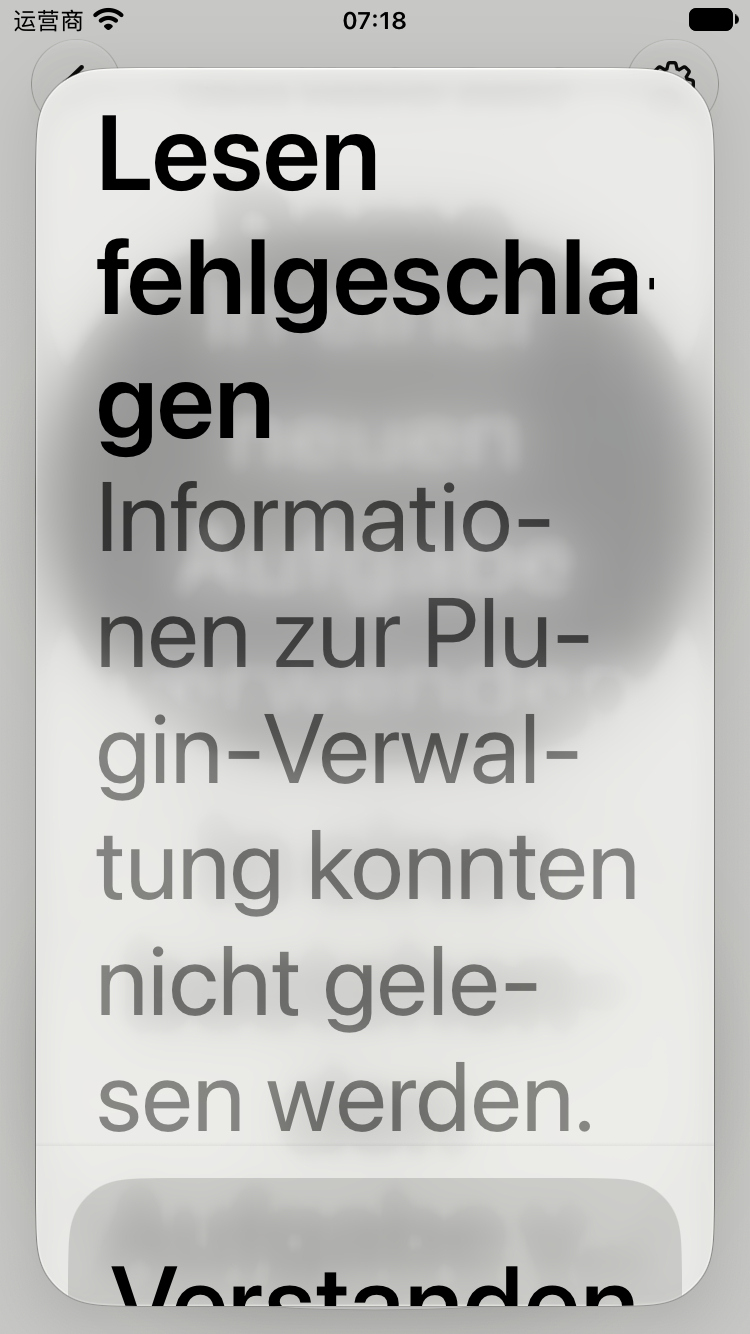 运营商
07:18
Lesen
fehlgeschla-
gen
Informatio-
nen zur Plu-
gin-Verwal-
tung konnten
nicht gele-
sen werden.
Verstanden